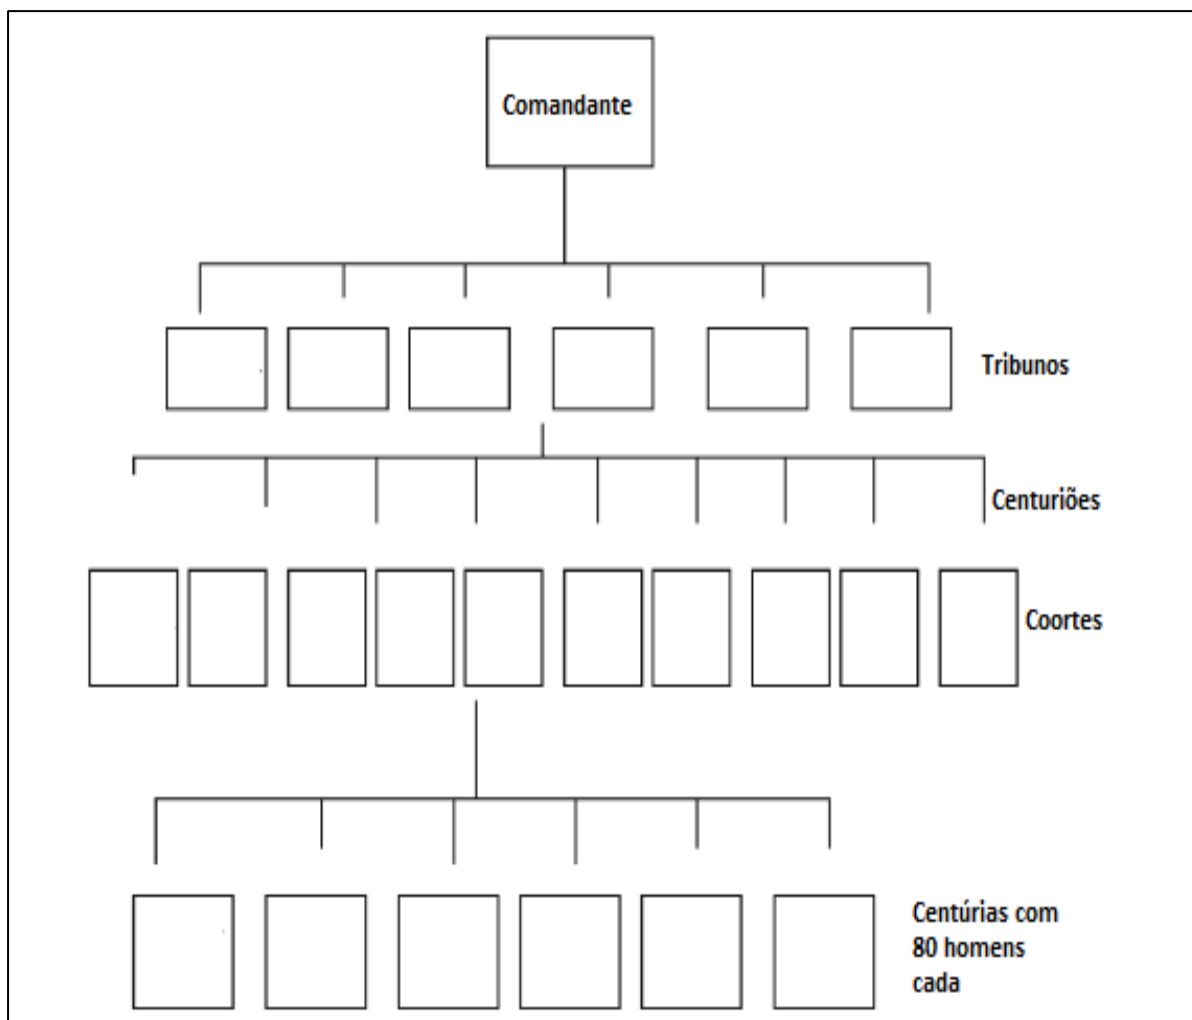 Comandante
Tribunos
Centuriões
Coortes
Centúrias com
80 homens
cada